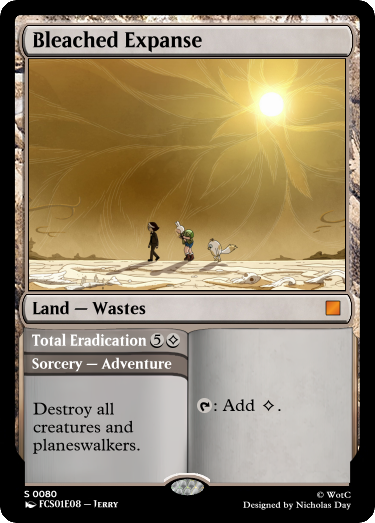 Bleached Expanse
Land — Wastes
Total Eradication 5
Sorcery — Adventure
Destroy all
creatures and
planeswalkers.
: Add .
S 0080
FCS01E08 – Jerry
© WotC
Designed by Nicholas Day